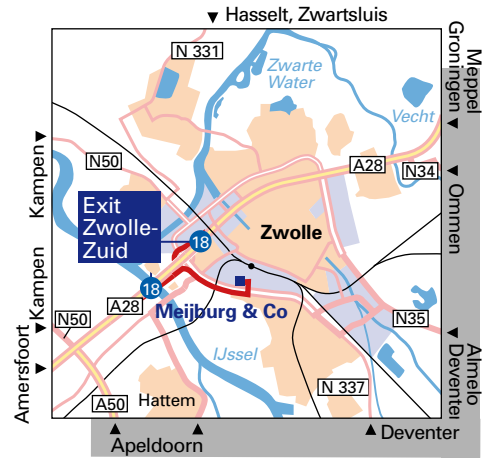 Hasselt, Zwartsluis
N 331
Zwarte
Water
Meppel
Groningen
Vecht
Kampen
N50
A28
N34
Ommen
Exit
Zwolle-
Zuid
18
Zwolle
18
Kampen
A28
Meijburg & Co
N50
N35
IJssel
Amersfoort
Almelo
Deventer
N 337
A50
Hattem
Apeldoorn
Deventer